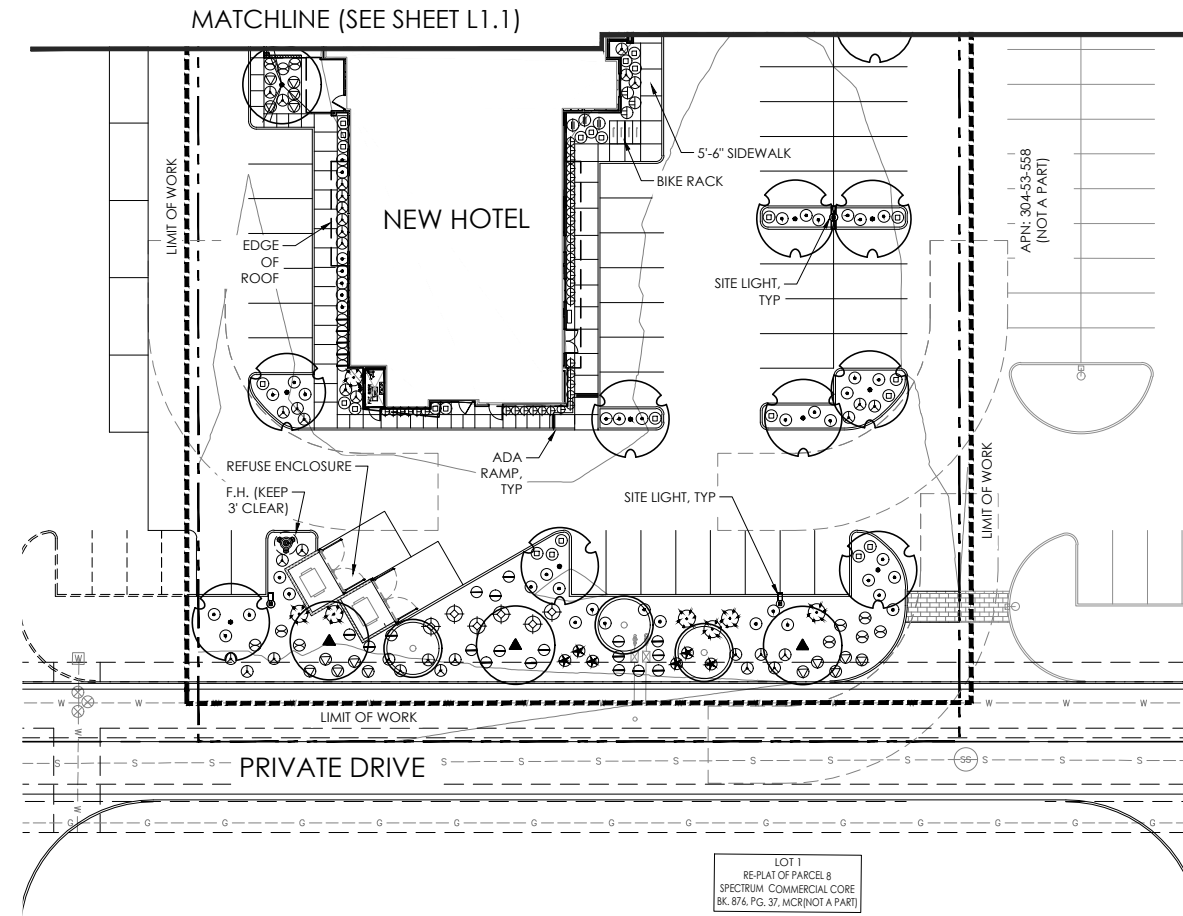 MATCHLINE (SEE SHEET L1.1)
LIMIT OF WORK
NEW HOTEL
EDGE
OF
ROOF
5'-6" SIDEWALK
BIKE RACK
SITE LIGHT,
TYP
APN: 304-53-558
(NOT A PART)
ADA
RAMP,
TYP
REFUSE ENCLOSURE
F.H. (KEEP
3' CLEAR)
SITE LIGHT, TYP
LIMIT OF WORK
W
W W W W W W W W W W W W
LIMIT OF WORK
W
PRIVATE DRIVE
S S S S S S S S S SS S S S
W
G G G G G G G G G G G G G G G
LOT 1
RE-PLAT OF PARCEL 8
SPECTRUM COMMERCIAL CORE
BK. 876, PG. 37, MCR(NOT A PART)